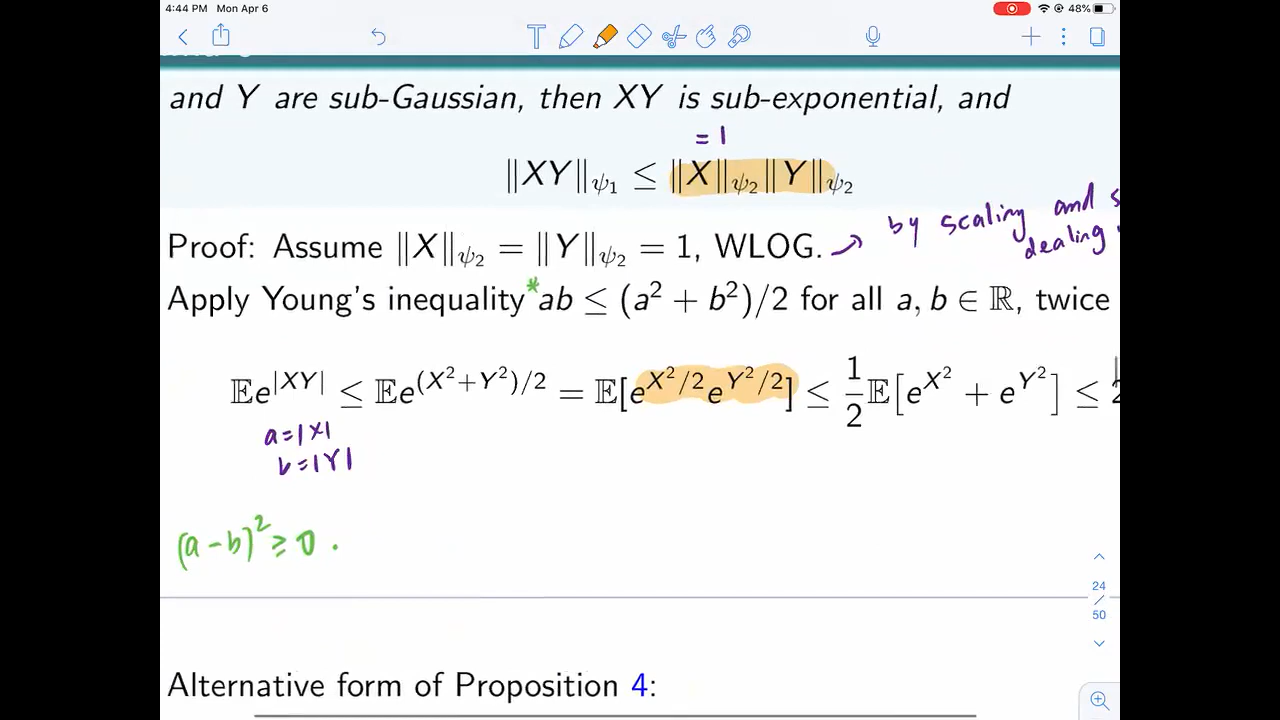 4:44 PM Mon Apr 6
48%
and Y are sub-Gaussian, then XY is sub-exponential, and
= 1
‖XY‖ψ₁ ≤ ‖X‖ψ₂‖Y‖ψ₂
by scaling and
dealing
Proof: Assume ‖X‖ψ₂ = ‖Y‖ψ₂ = 1, WLOG. →
Apply Young's inequality * ab ≤ (a² + b²)/2 for all a, b ∈ ℝ, twice
𝔼e^{|XY|} ≤ 𝔼e^{(X²+Y²)/2} = 𝔼[e^{X²/2}e^{Y²/2}] ≤ 1/2 𝔼[e^{X²} + e^{Y²}] ≤
a = |X|
b = |Y|
(a - b)² ≥ 0 .
24
/
50
Alternative form of Proposition 4: